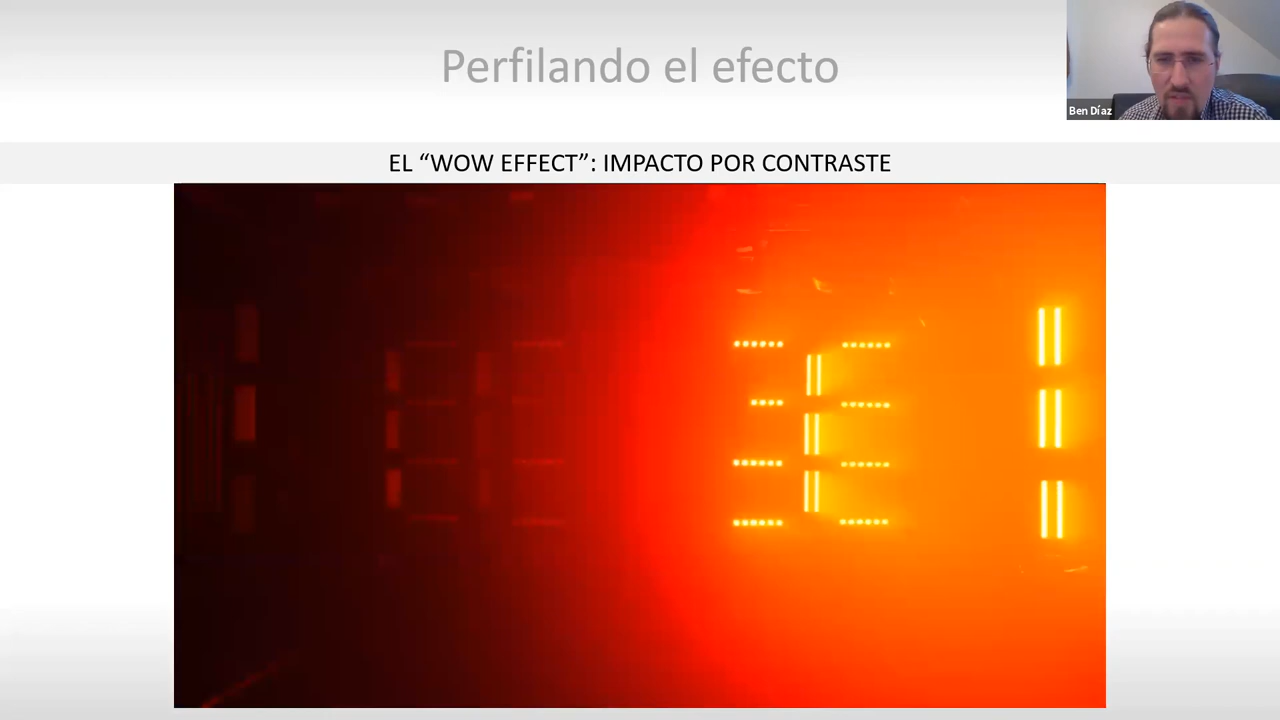 Perfilando el efecto
Ben Díaz
EL “WOW EFFECT”: IMPACTO POR CONTRASTE